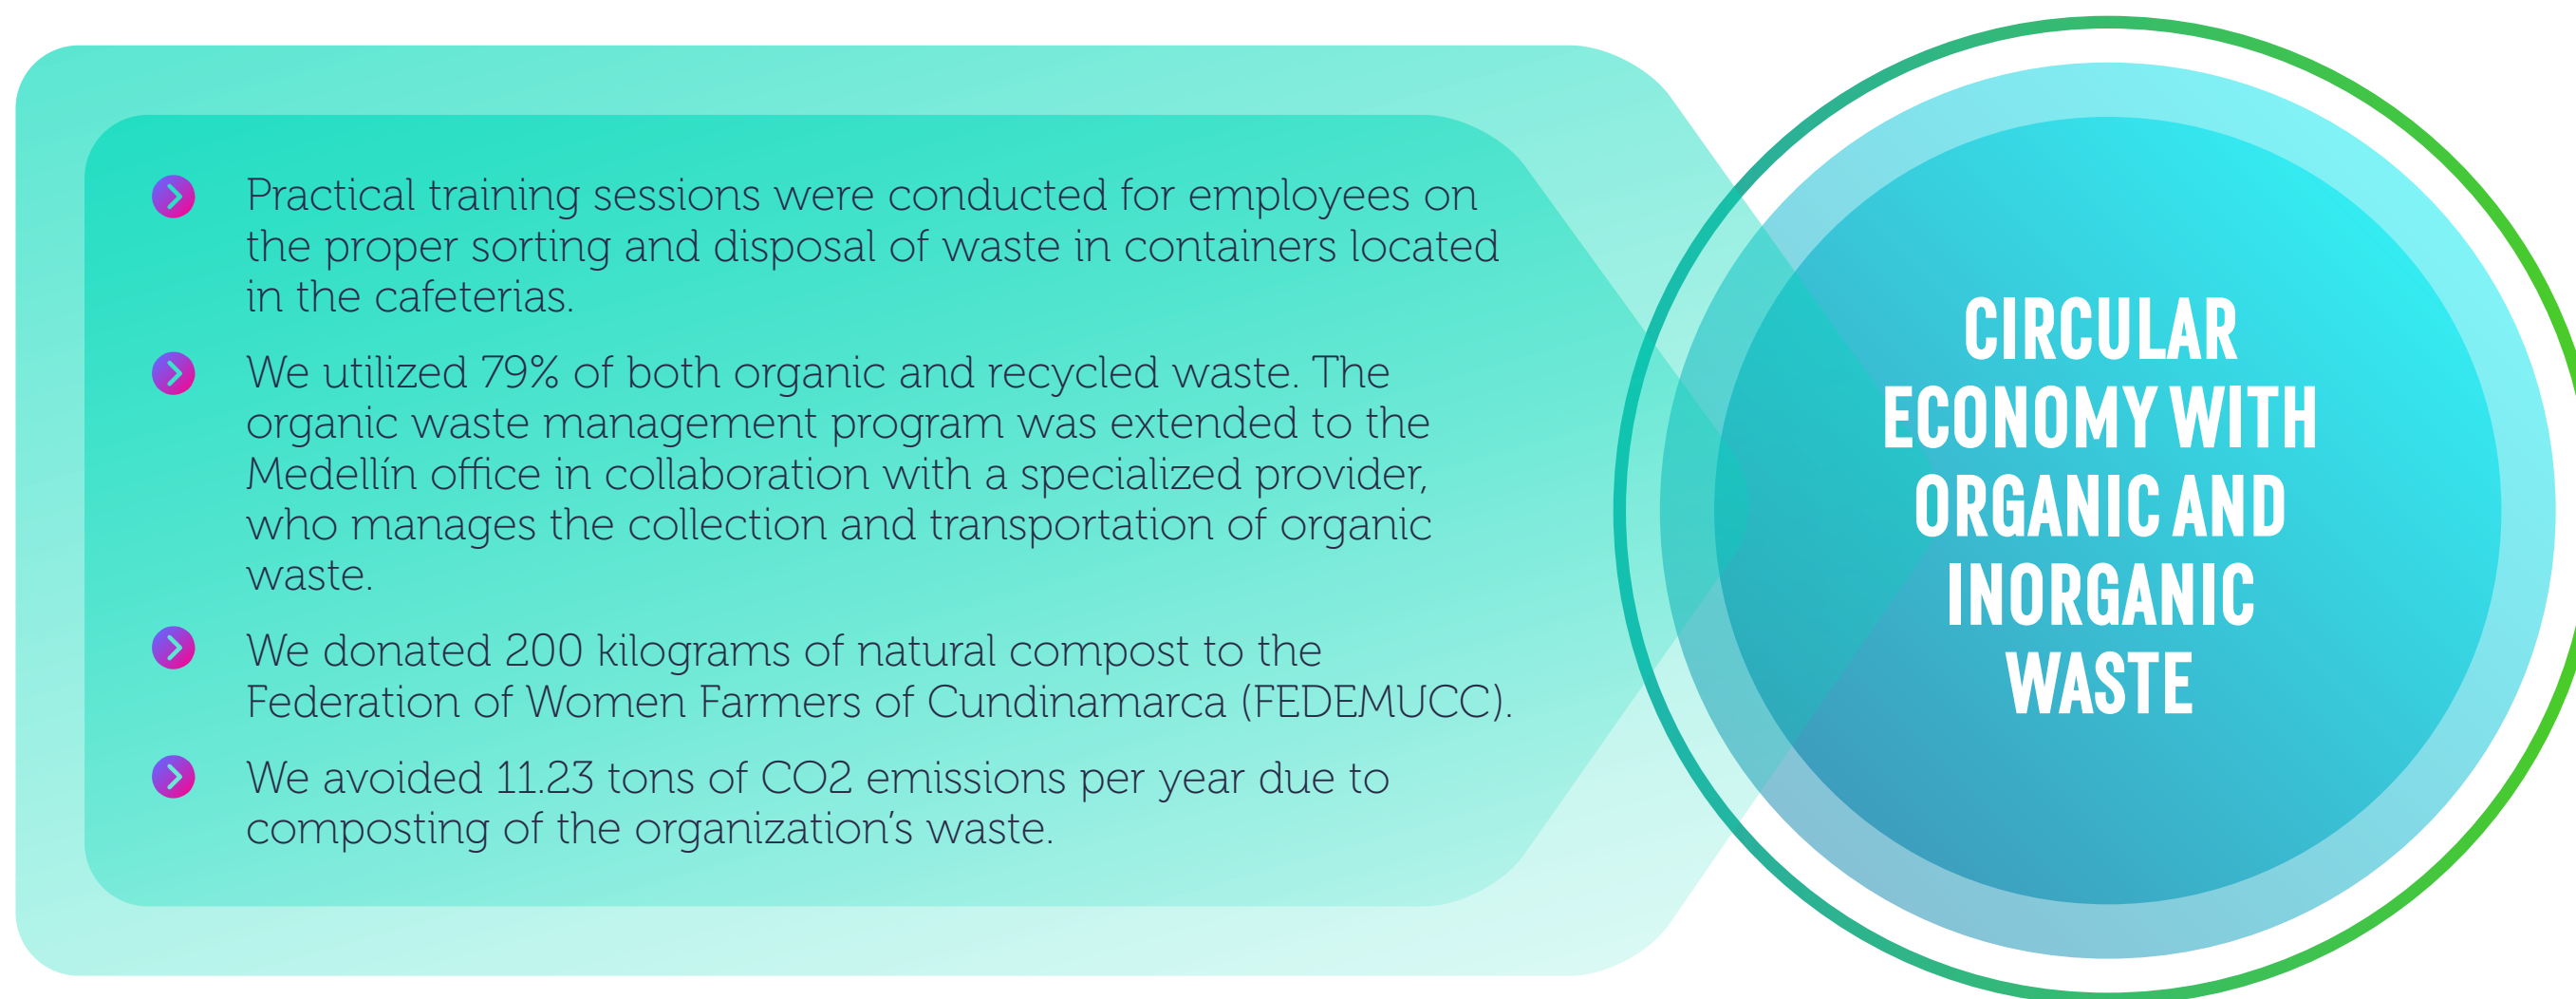 Practical training sessions were conducted for employees on
the proper sorting and disposal of waste in containers located
in the cafeterias.
We utilized 79% of both organic and recycled waste. The
organic waste management program was extended to the
Medellín office in collaboration with a specialized provider,
who manages the collection and transportation of organic
waste.
We donated 200 kilograms of natural compost to the
Federation of Women Farmers of Cundinamarca (FEDEMUCC).
We avoided 11.23 tons of CO2 emissions per year due to
composting of the organization’s waste.
CIRCULAR
ECONOMY WITH
ORGANIC AND
INORGANIC
WASTE